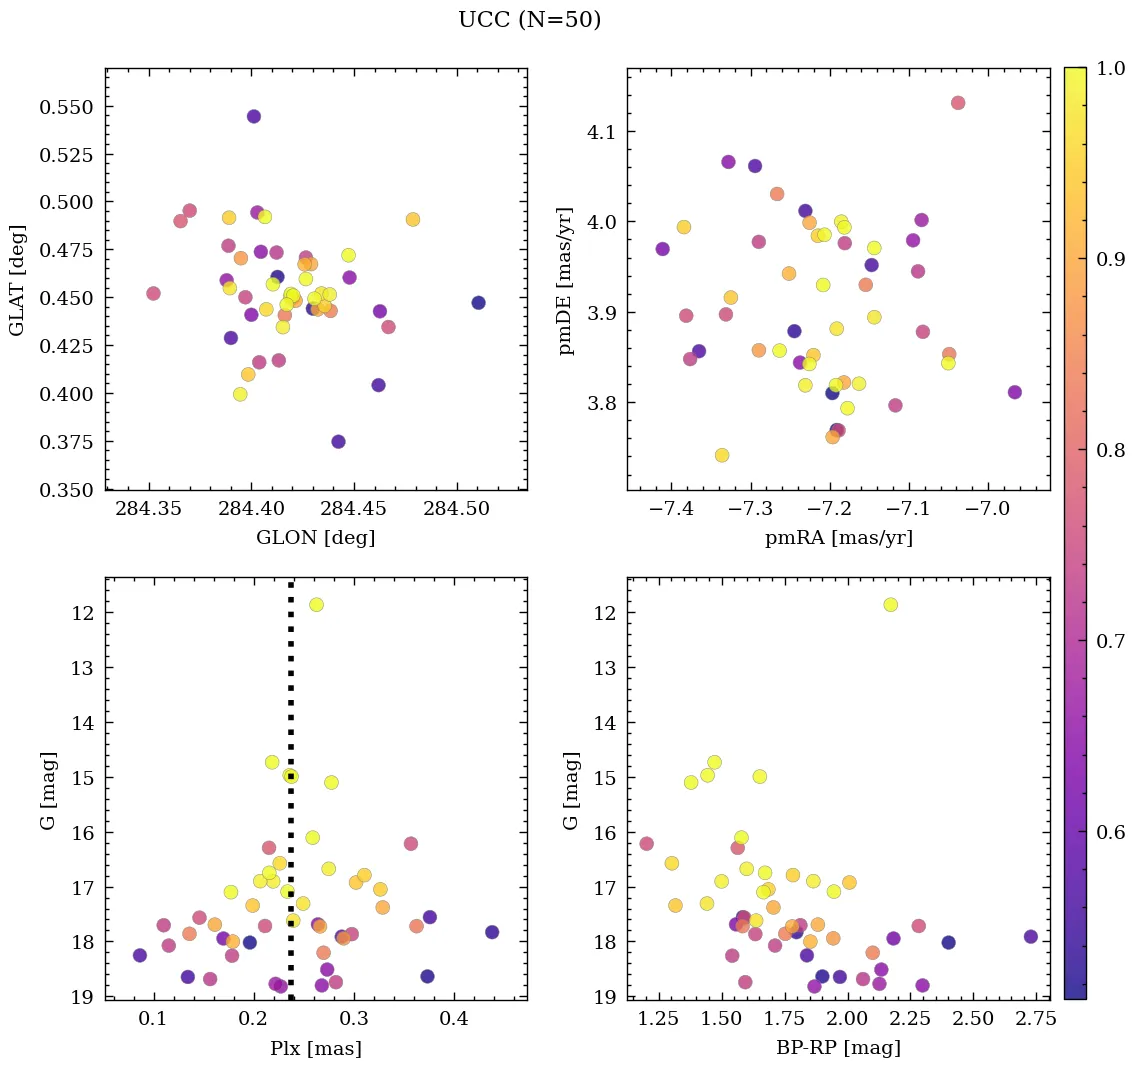 UCC (N=50)
0.550
0.525
0.500
0.475
0.450
0.425
0.400
0.375
0.350
GLAT [deg]
284.35 284.40 284.45 284.50
GLON [deg]
4.1
4.0
3.9
3.8
pmDE [mas/yr]
−7.4 −7.3 −7.2 −7.1 −7.0
pmRA [mas/yr]
12
13
14
15
16
17
18
19
G [mag]
0.1 0.2 0.3 0.4
Plx [mas]
12
13
14
15
16
17
18
19
G [mag]
1.25 1.50 1.75 2.00 2.25 2.50 2.75
BP-RP [mag]
1.0
0.9
0.8
0.7
0.6